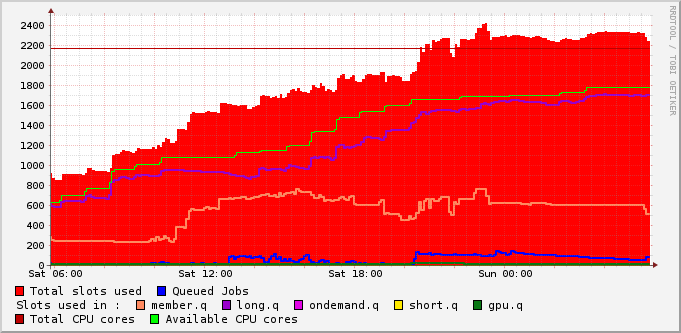 RRDTOOL / TOBI OETIKER
2400
2200
2000
1800
1600
1400
1200
1000
800
600
400
200
0
Sat 06:00 Sat 12:00 Sat 18:00 Sun 00:00
Total slots used Queued Jobs
Slots used in : member.q long.q ondemand.q short.q gpu.q
Total CPU cores Available CPU cores